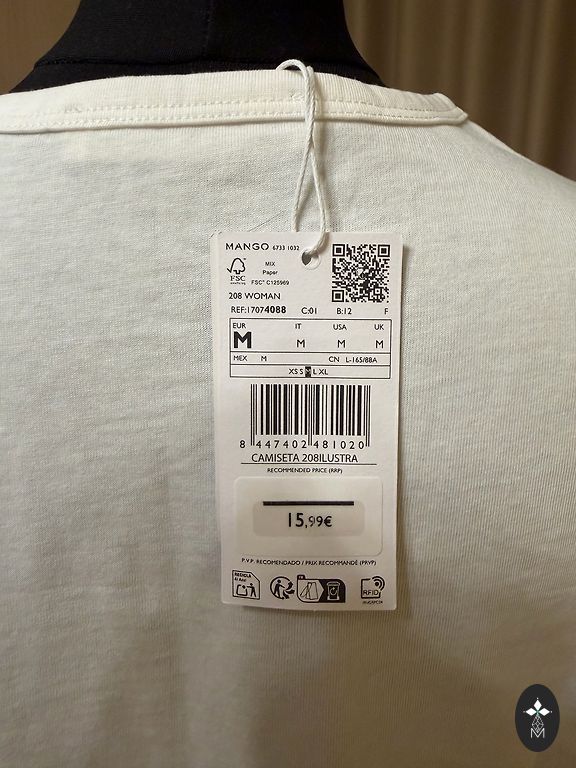 MANGO 6733 1032
MIX
Paper
FSC
FSC® C125969
208 WOMAN
REF:17074088 C:01 B:12 F
EUR IT USA UK
M M M M
MEX M CN L-165/88A
XS S M L XL
8 447402 481020
CAMISETA 208ILUSTRA
RECOMMENDED PRICE (RRP)
15,99€
P.V.P. RECOMENDADO / PRIX RECOMMANDÉ (PRVP)
RECICLA
RFID
M